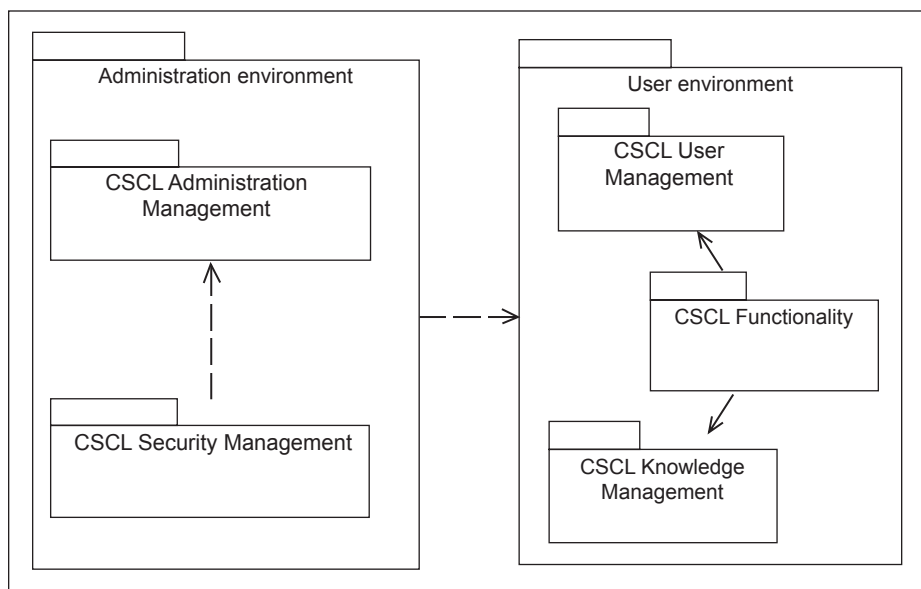 Administration environment
CSCL Administration
Management
CSCL Security Management
User environment
CSCL User
Management
CSCL Functionality
CSCL Knowledge
Management